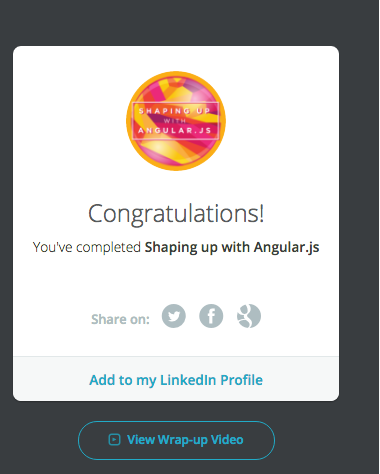 SHAPING UP
WITH
ANGULAR.JS
Congratulations!
You've completed Shaping up with Angular.js
Share on:
Add to my LinkedIn Profile
View Wrap-up Video